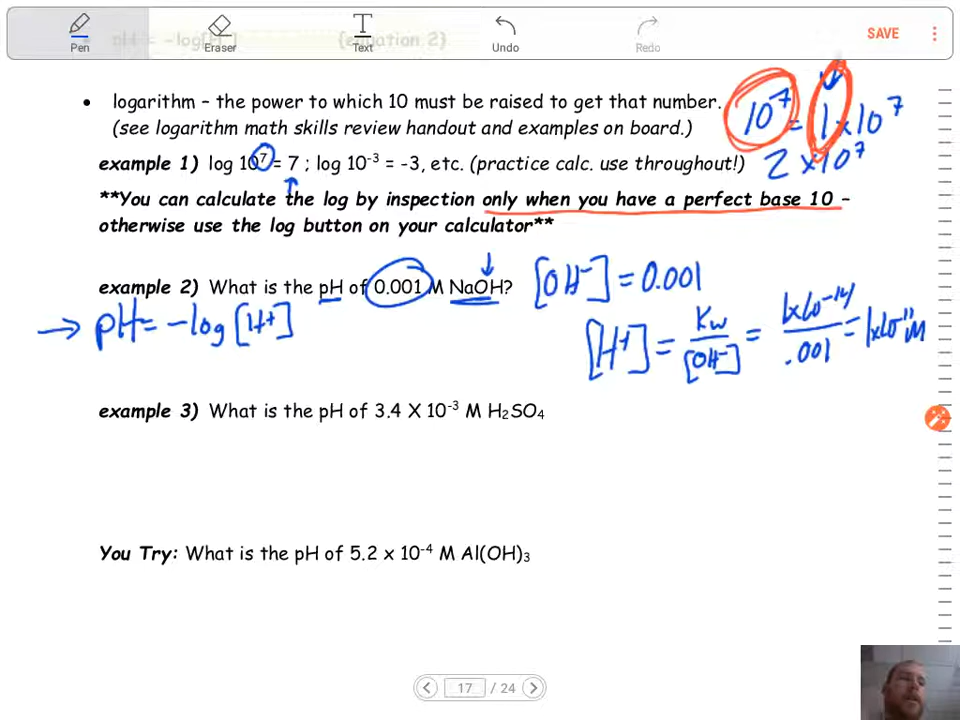 Pen Eraser Text Undo Redo SAVE
pH = -log[H⁺] {equation 2}
• logarithm – the power to which 10 must be raised to get that number.
(see logarithm math skills review handout and examples on board.)
10⁷ = 1 x 10⁷
2 x 10⁷
example 1) log 10⁷ = 7 ; log 10⁻³ = -3, etc. (practice calc. use throughout!)
**You can calculate the log by inspection only when you have a perfect base 10 –
otherwise use the log button on your calculator**
example 2) What is the pH of 0.001 M NaOH? [OH⁻] = 0.001
→ pH = -log [H⁺]
[H⁺] = Kw / [OH⁻] = 1x10⁻¹⁴ / .001 = 1x10⁻¹¹ M
example 3) What is the pH of 3.4 X 10⁻³ M H₂SO₄
You Try: What is the pH of 5.2 x 10⁻⁴ M Al(OH)₃
17 / 24